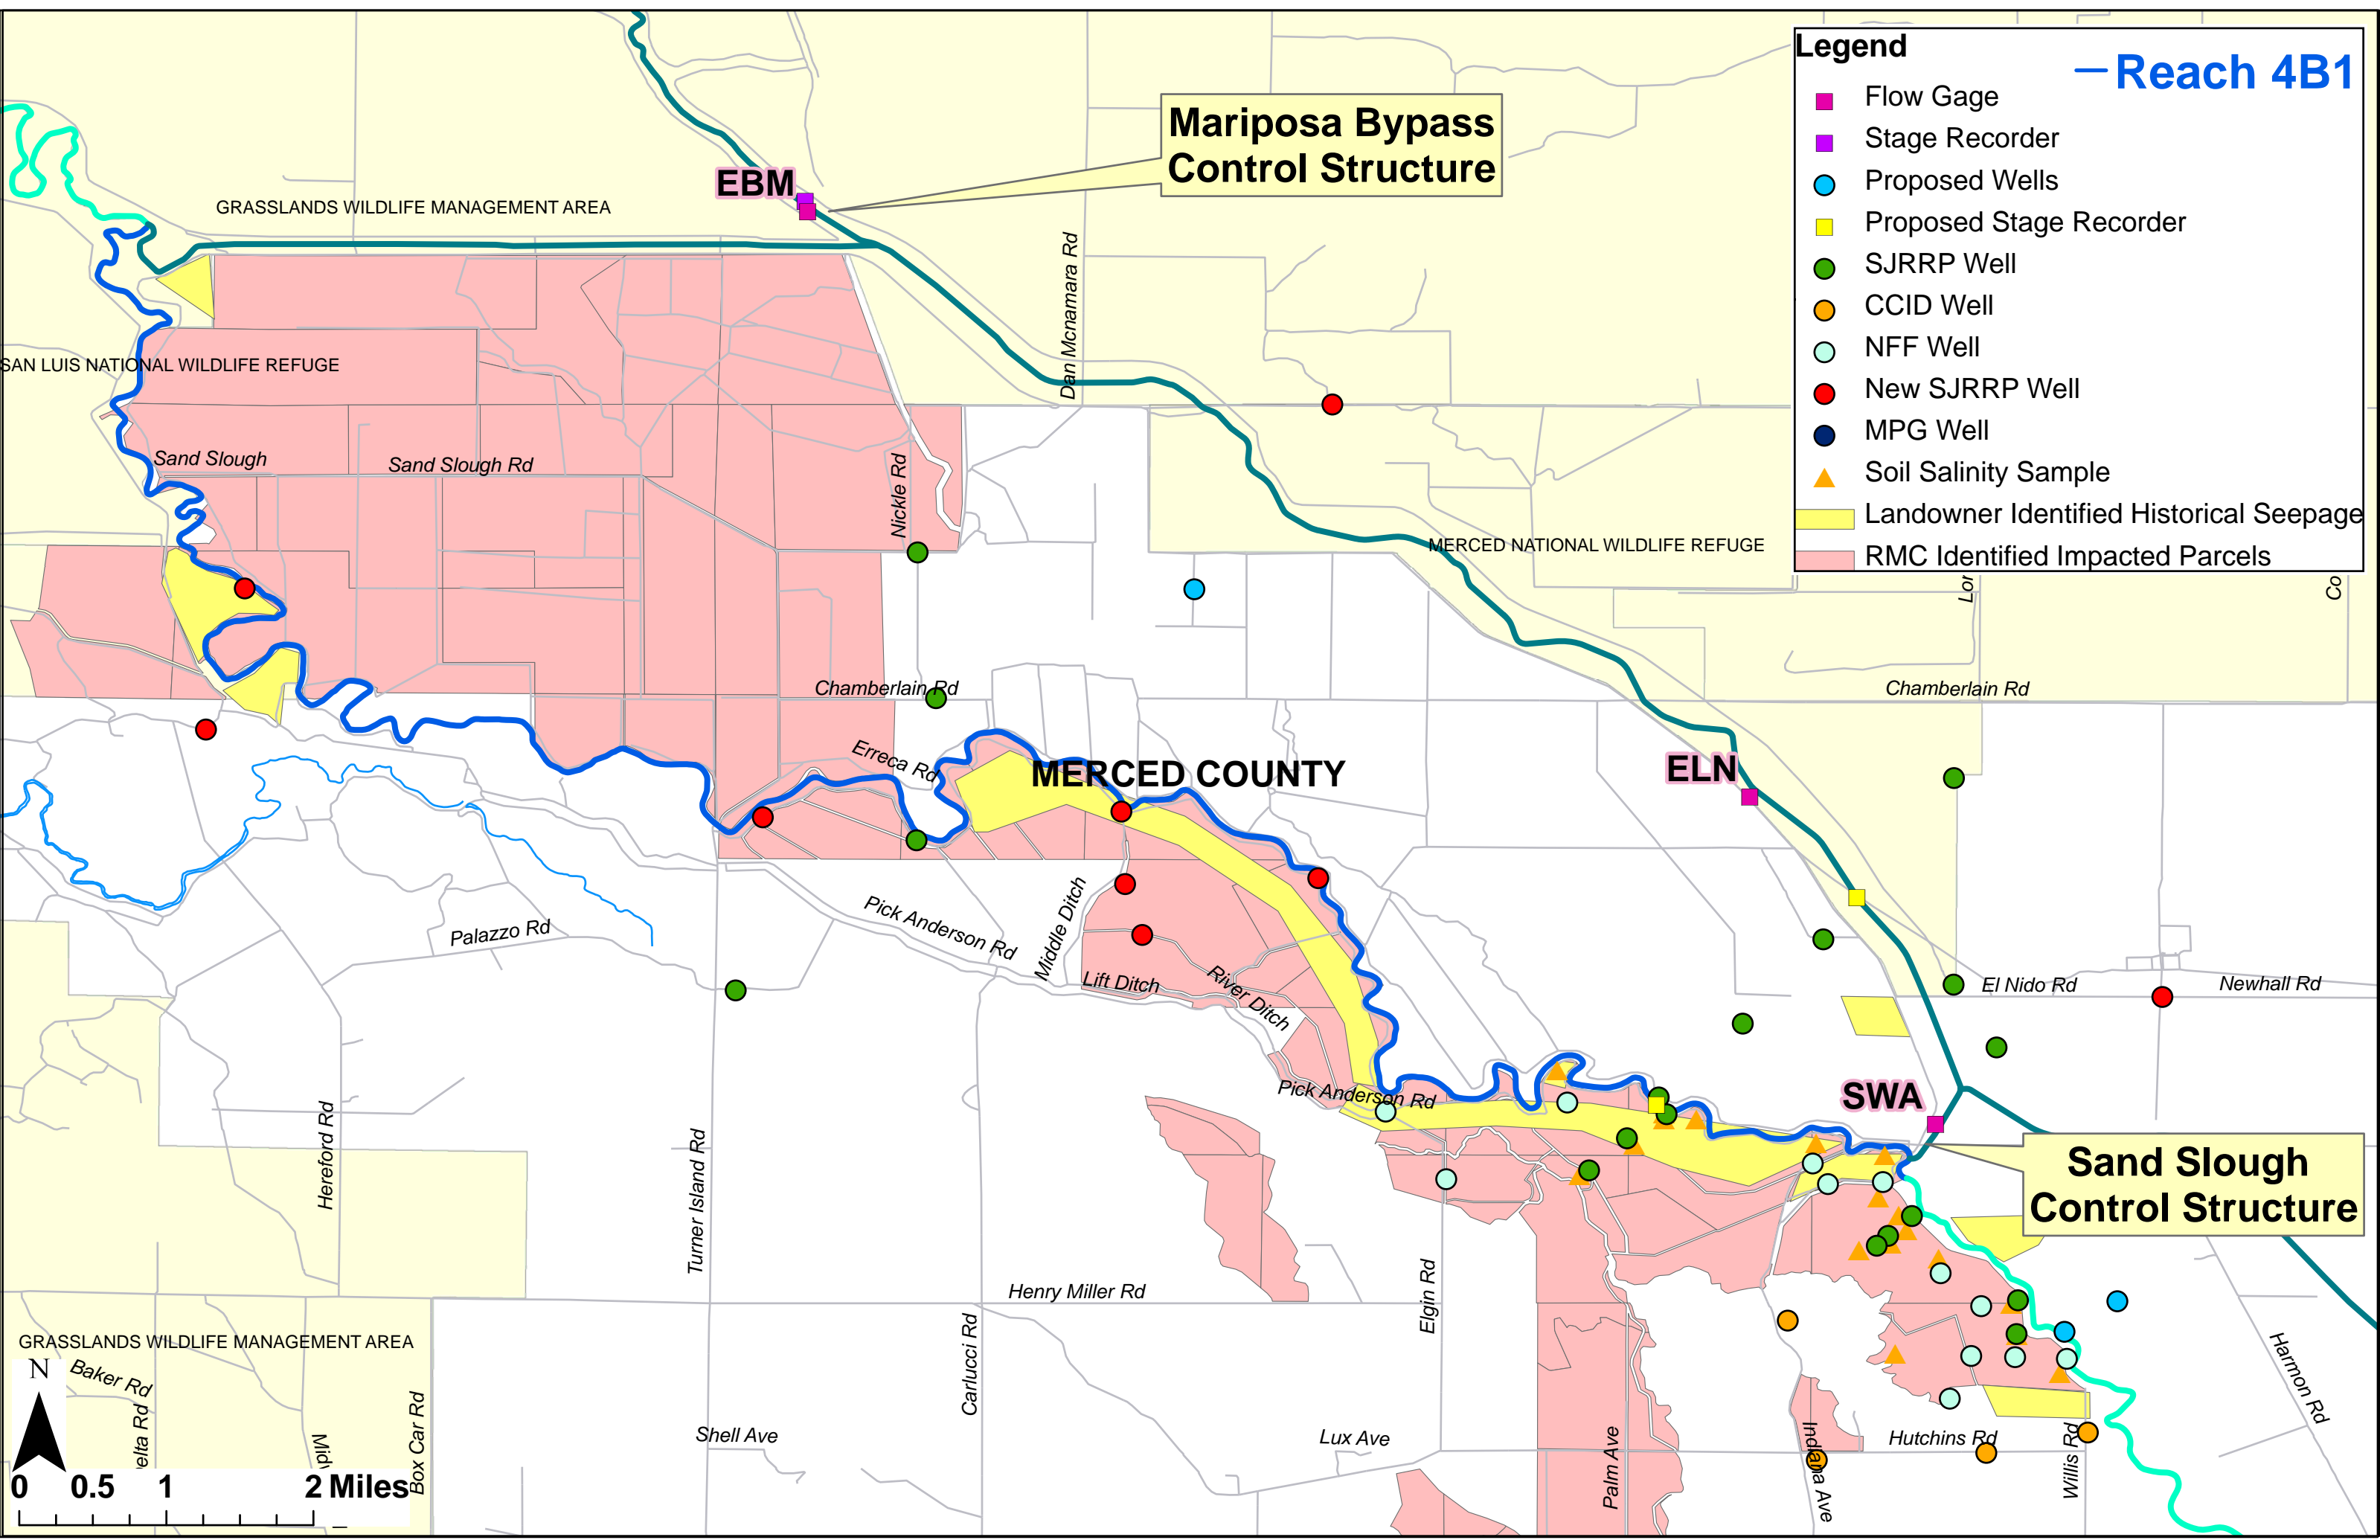 Legend
Reach 4B1
Flow Gage
Stage Recorder
Proposed Wells
Proposed Stage Recorder
SJRRP Well
CCID Well
NFF Well
New SJRRP Well
MPG Well
Soil Salinity Sample
Landowner Identified Historical Seepage
RMC Identified Impacted Parcels
Mariposa Bypass
Control Structure
EBM
GRASSLANDS WILDLIFE MANAGEMENT AREA
Dan Mcnamara Rd
SAN LUIS NATIONAL WILDLIFE REFUGE
Sand Slough
Sand Slough Rd
Nickle Rd
MERCED NATIONAL WILDLIFE REFUGE
Chamberlain Rd
Chamberlain Rd
Erreca Rd
MERCED COUNTY
ELN
Palazzo Rd
Pick Anderson Rd
Middle Ditch
Lift Ditch
River Ditch
El Nido Rd
Newhall Rd
Pick Anderson Rd
SWA
Sand Slough
Control Structure
Hereford Rd
Turner Island Rd
Henry Miller Rd
Elgin Rd
Carlucci Rd
GRASSLANDS WILDLIFE MANAGEMENT AREA
N
Baker Rd
Box Car Rd
Shell Ave
Lux Ave
Palm Ave
Indiana Ave
Hutchins Rd
Willis Rd
Harmon Rd
0 0.5 1 2 Miles